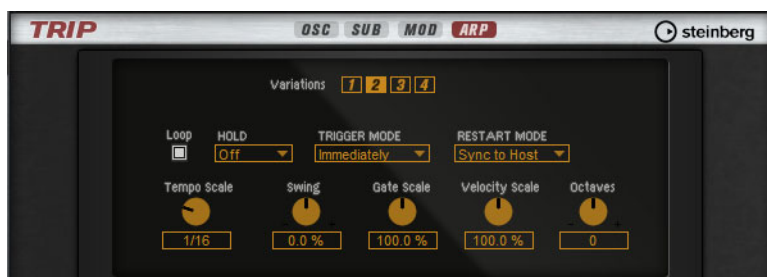 TRIP OSC SUB MOD ARP steinberg
Variations 1 2 3 4
Loop HOLD TRIGGER MODE RESTART MODE
Off Immediately Sync to Host
Tempo Scale Swing Gate Scale Velocity Scale Octaves
- + - +
1/16 0.0 % 100.0 % 100.0 % 0